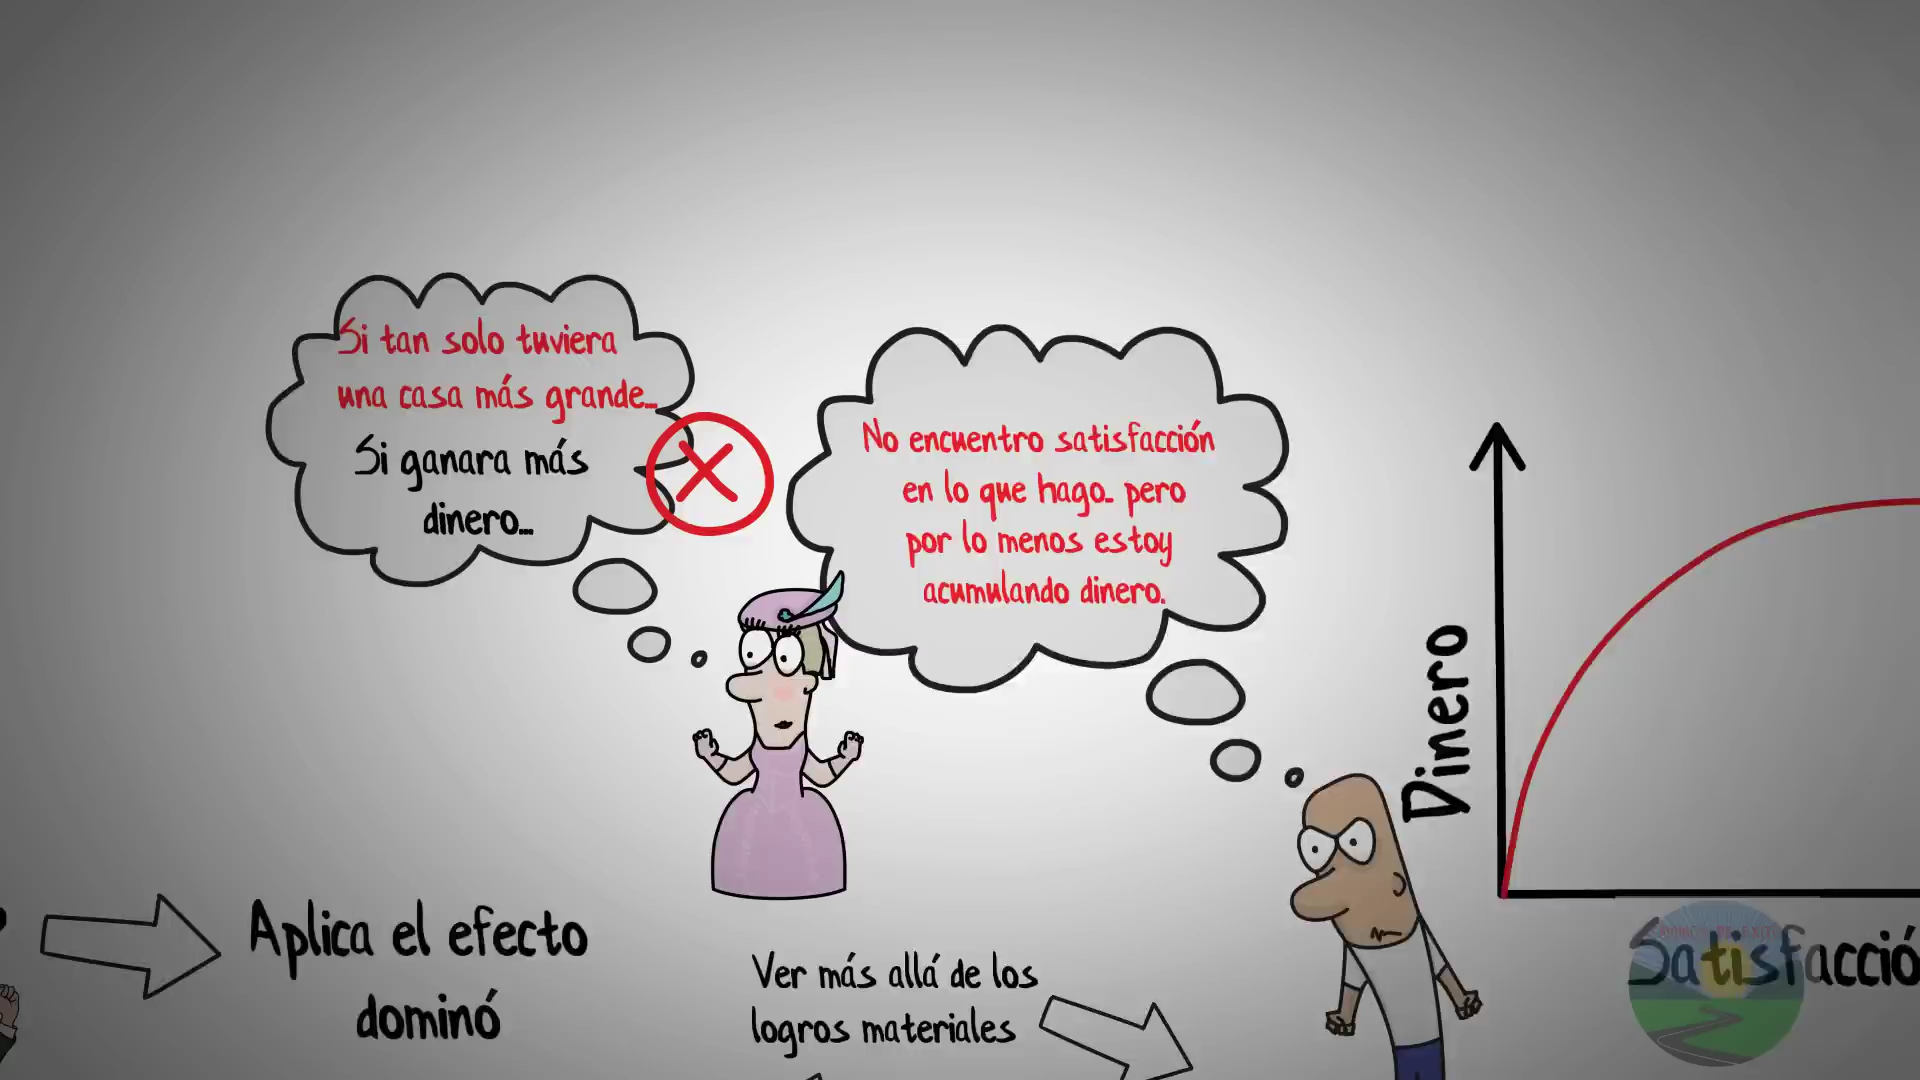 Si tan solo tuviera
una casa más grande...
Si ganara más
dinero...
No encuentro satisfacción
en lo que hago.. pero
por lo menos estoy
acumulando dinero.
Dinero
Satisfacció
Aplica el efecto
dominó
Ver más allá de los
logros materiales